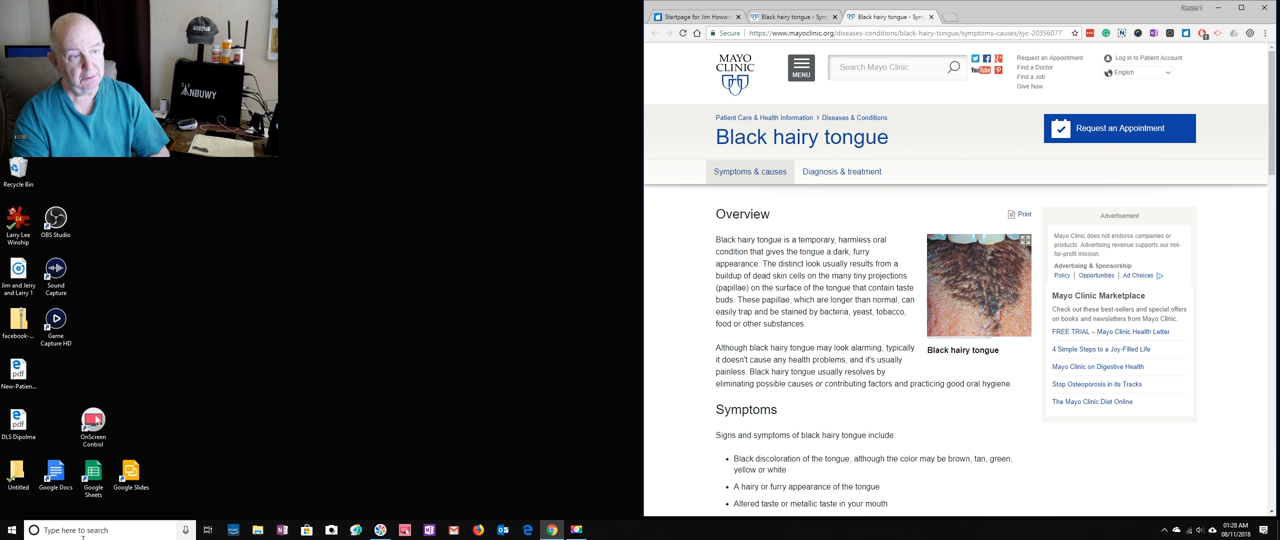 Startpage for Jim Howar
Black hairy tongue - Sym
Black hairy tongue - Sym
Secure
https://www.mayoclinic.org/diseases-conditions/black-hairy-tongue/symptoms-causes/syc-20356077
MAYO
CLINIC
MENU
Search Mayo Clinic
YouTube
Request an Appointment
Find a Doctor
Find a Job
Give Now
Log in to Patient Account
English
Patient Care & Health Information > Diseases & Conditions
Black hairy tongue
Request an Appointment
Symptoms & causes
Diagnosis & treatment
Overview
Print
Black hairy tongue is a temporary, harmless oral
condition that gives the tongue a dark, furry
appearance. The distinct look usually results from a
buildup of dead skin cells on the many tiny projections
(papillae) on the surface of the tongue that contain taste
buds. These papillae, which are longer than normal, can
easily trap and be stained by bacteria, yeast, tobacco,
food or other substances.
Black hairy tongue
Although black hairy tongue may look alarming, typically
it doesn't cause any health problems, and it's usually
painless. Black hairy tongue usually resolves by
eliminating possible causes or contributing factors and practicing good oral hygiene.
Symptoms
Signs and symptoms of black hairy tongue include:
Black discoloration of the tongue, although the color may be brown, tan, green,
yellow or white
A hairy or furry appearance of the tongue
Altered taste or metallic taste in your mouth
Advertisement
Mayo Clinic does not endorse companies or
products. Advertising revenue supports our not-
for-profit mission.
Advertising & Sponsorship
Policy | Opportunities | Ad Choices
Mayo Clinic Marketplace
Check out these best-sellers and special offers
on books and newsletters from Mayo Clinic.
FREE TRIAL – Mayo Clinic Health Letter
4 Simple Steps to a Joy-Filled Life
Mayo Clinic on Digestive Health
Stop Osteoporosis in its Tracks
The Mayo Clinic Diet Online
ANOUWY
Recycle Bin
Larry Lee
Winship
OBS Studio
Jim and Jerry
and Larry 1
Sound
Capture
facebook-...
Game
Capture HD
pdf
New-Patien...
pdf
DLS Dipolma
OnScreen
Control
Untitled
Google Docs
Google
Sheets
Google Slides
Type here to search
01:28 AM
08/11/2018